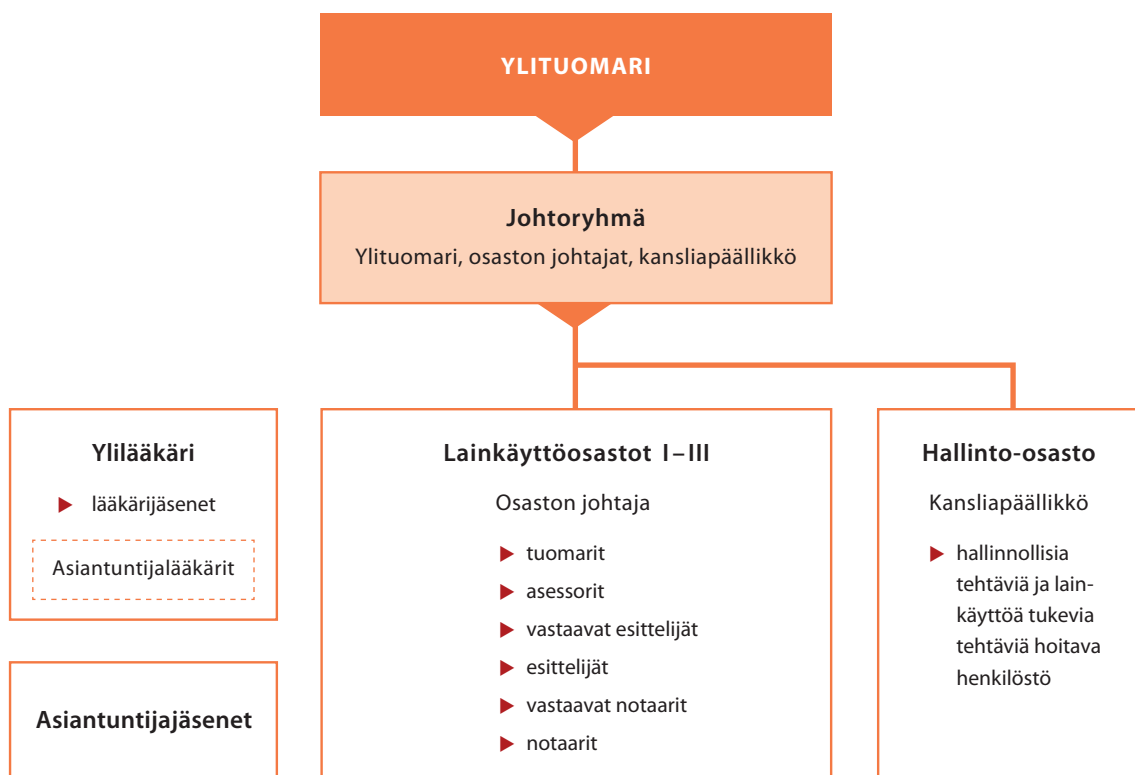 YLITUOMARI
Johtoryhmä
Ylituomari, osaston johtajat, kansliapäällikkö
Ylilääkäri
lääkärijäsenet
Asiantuntijalääkärit
Asiantuntijajäsenet
Lainkäyttöosastot I–III
Osaston johtaja
tuomarit
asessorit
vastaavat esittelijät
esittelijät
vastaavat notaarit
notaarit
Hallinto-osasto
Kansliapäällikkö
hallinnollisia
tehtäviä ja lain-
käyttöä tukevia
tehtäviä hoitava
henkilöstö